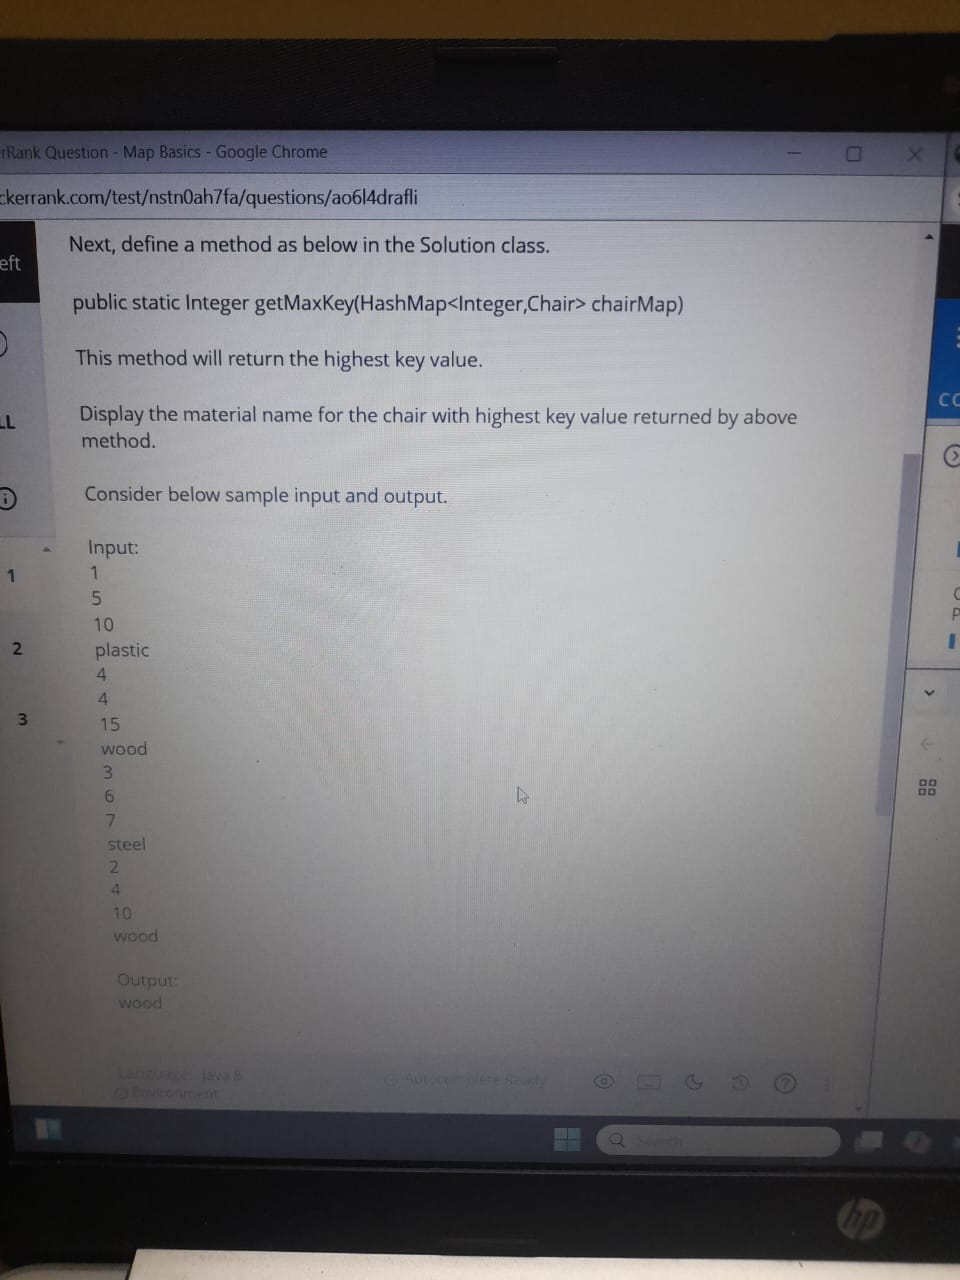 rRank Question - Map Basics - Google Chrome
ckerrank.com/test/nstn0ah7fa/questions/ao6l4drafli
eft
Next, define a method as below in the Solution class.
public static Integer getMaxKey(HashMap<Integer,Chair> chairMap)
This method will return the highest key value.
LL
CC
Display the material name for the chair with highest key value returned by above
method.
Consider below sample input and output.
Input:
1
5
10
plastic
4
4
15
wood
3
6
7
steel
2
4
10
wood
Output:
wood
1
2
3
Language: Java 8
Environment
Autocomplete Ready
Search
hp